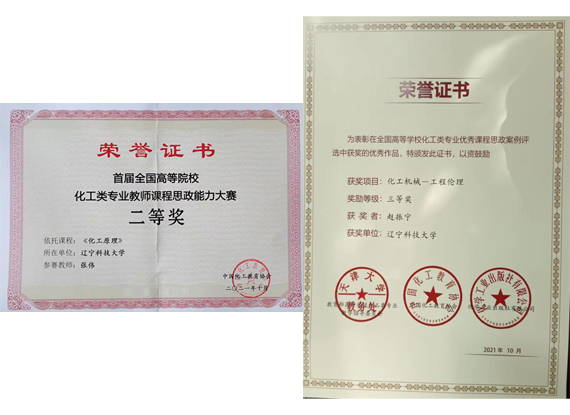 荣誉证书
首届全国高等院校
化工类专业教师课程思政能力大赛
二等奖
依托课程：《化工原理》
所在单位：辽宁科技大学
参赛教师：张伟
中国化工教育协会
二〇二一年十月
荣誉证书
为表彰在全国高等学校化工类专业优秀课程思政案例评
选中获奖的优秀作品，特颁发此证书，以资鼓励
获奖项目：化工机械—工程伦理
奖励等级：三等奖
获 奖 者：赵振宁
获奖单位：辽宁科技大学
天津大学
中国化工教育协会
化学工业出版社有限公司
2021 年 10 月